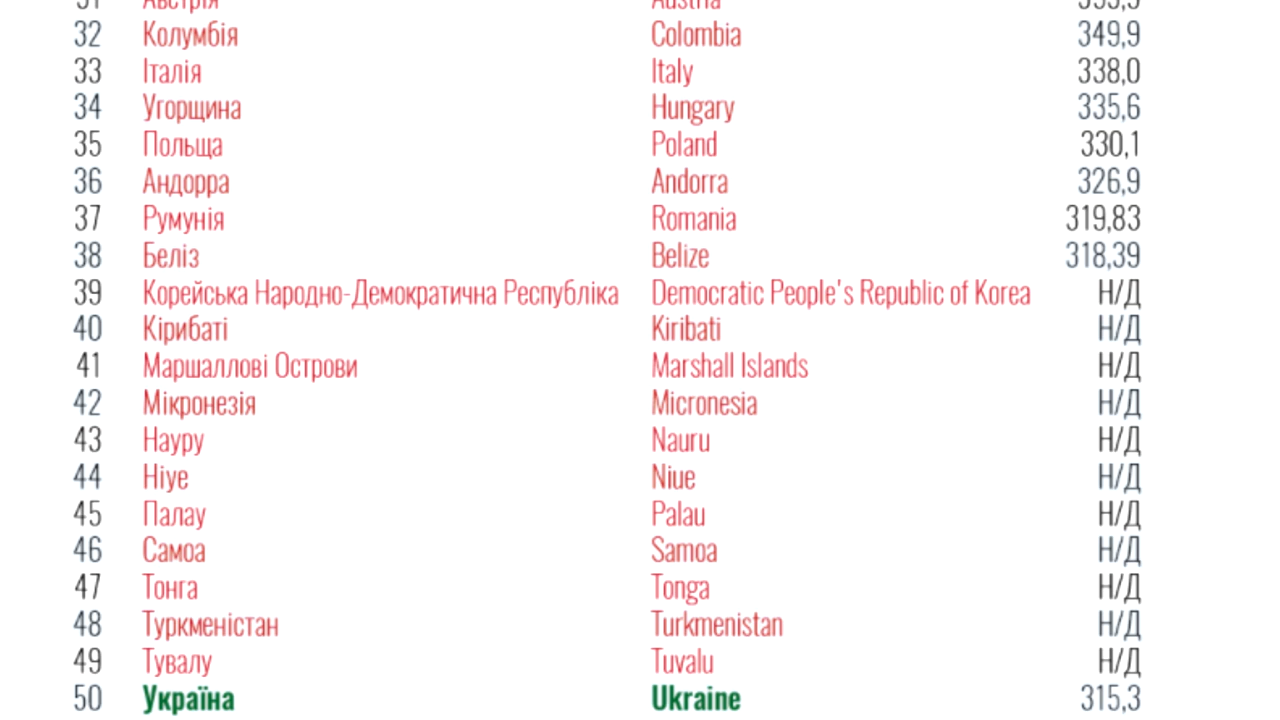 31 Австрія Austria
32 Колумбія Colombia 349,9
33 Італія Italy 338,0
34 Угорщина Hungary 335,6
35 Польща Poland 330,1
36 Андорра Andorra 326,9
37 Румунія Romania 319,83
38 Беліз Belize 318,39
39 Корейська Народно-Демократична Республіка Democratic People's Republic of Korea Н/Д
40 Кірибаті Kiribati Н/Д
41 Маршаллові Острови Marshall Islands Н/Д
42 Мікронезія Micronesia Н/Д
43 Науру Nauru Н/Д
44 Ніуе Niue Н/Д
45 Палау Palau Н/Д
46 Самоа Samoa Н/Д
47 Тонга Tonga Н/Д
48 Туркменістан Turkmenistan Н/Д
49 Тувалу Tuvalu Н/Д
50 Україна Ukraine 315,3